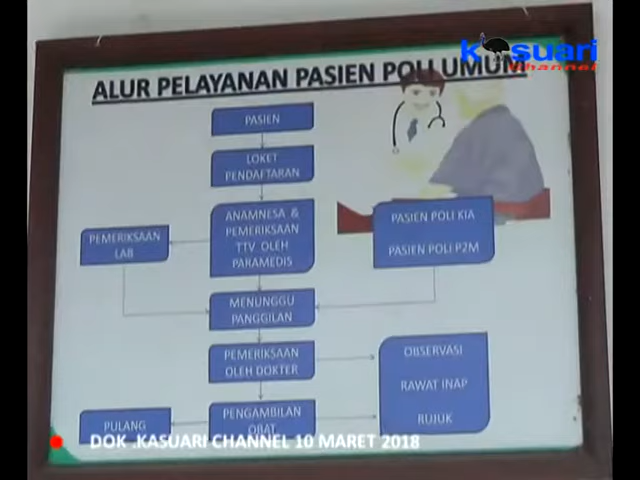 Kasuari
Channel
ALUR PELAYANAN PASIEN POLI UMUM
PASIEN
LOKET
PENDAFTARAN
ANAMNESA &
PEMERIKSAAN
TTV OLEH
PARAMEDIS
PASIEN POLI KIA
PASIEN POLI P2M
PEMERIKSAAN
LAB
MENUNGGU
PANGGILAN
PEMERIKSAAN
OLEH DOKTER
OBSERVASI
RAWAT INAP
RUJUK
PENGAMBILAN
OBAT
PULANG
DOK .KASUARI CHANNEL 10 MARET 2018